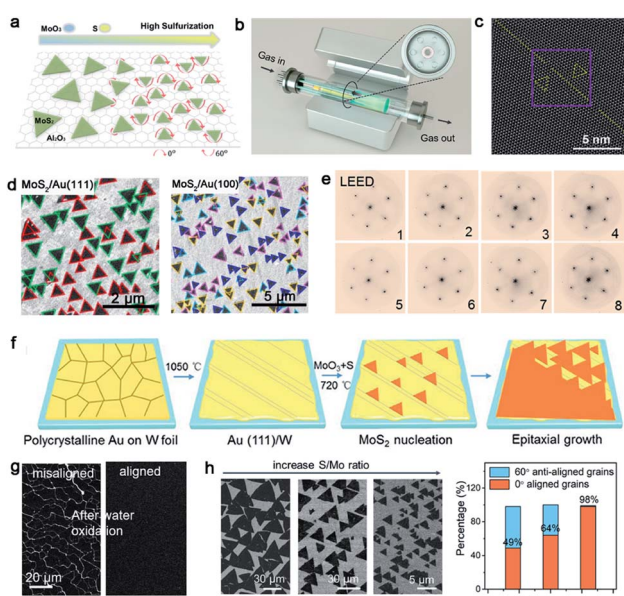 a
MoO₃
S
High Sulfurization
MoS₂
Al₂O₃
0°
60°
b
Gas in
Gas out
c
5 nm
d
MoS₂/Au(111)
2 μm
MoS₂/Au(100)
5 μm
e
LEED
1
2
3
4
5
6
7
8
f
1050 ℃
MoO₃+S
720 ℃
Polycrystalline Au on W foil
Au (111)/W
MoS₂ nucleation
Epitaxial growth
g
misaligned
aligned
After water
oxidation
20 μm
h
increase S/Mo ratio
30 μm
30 μm
5 μm
Percentage (%)
100
80
60
40
20
0
60° anti-aligned grains
0° aligned grains
49%
64%
98%